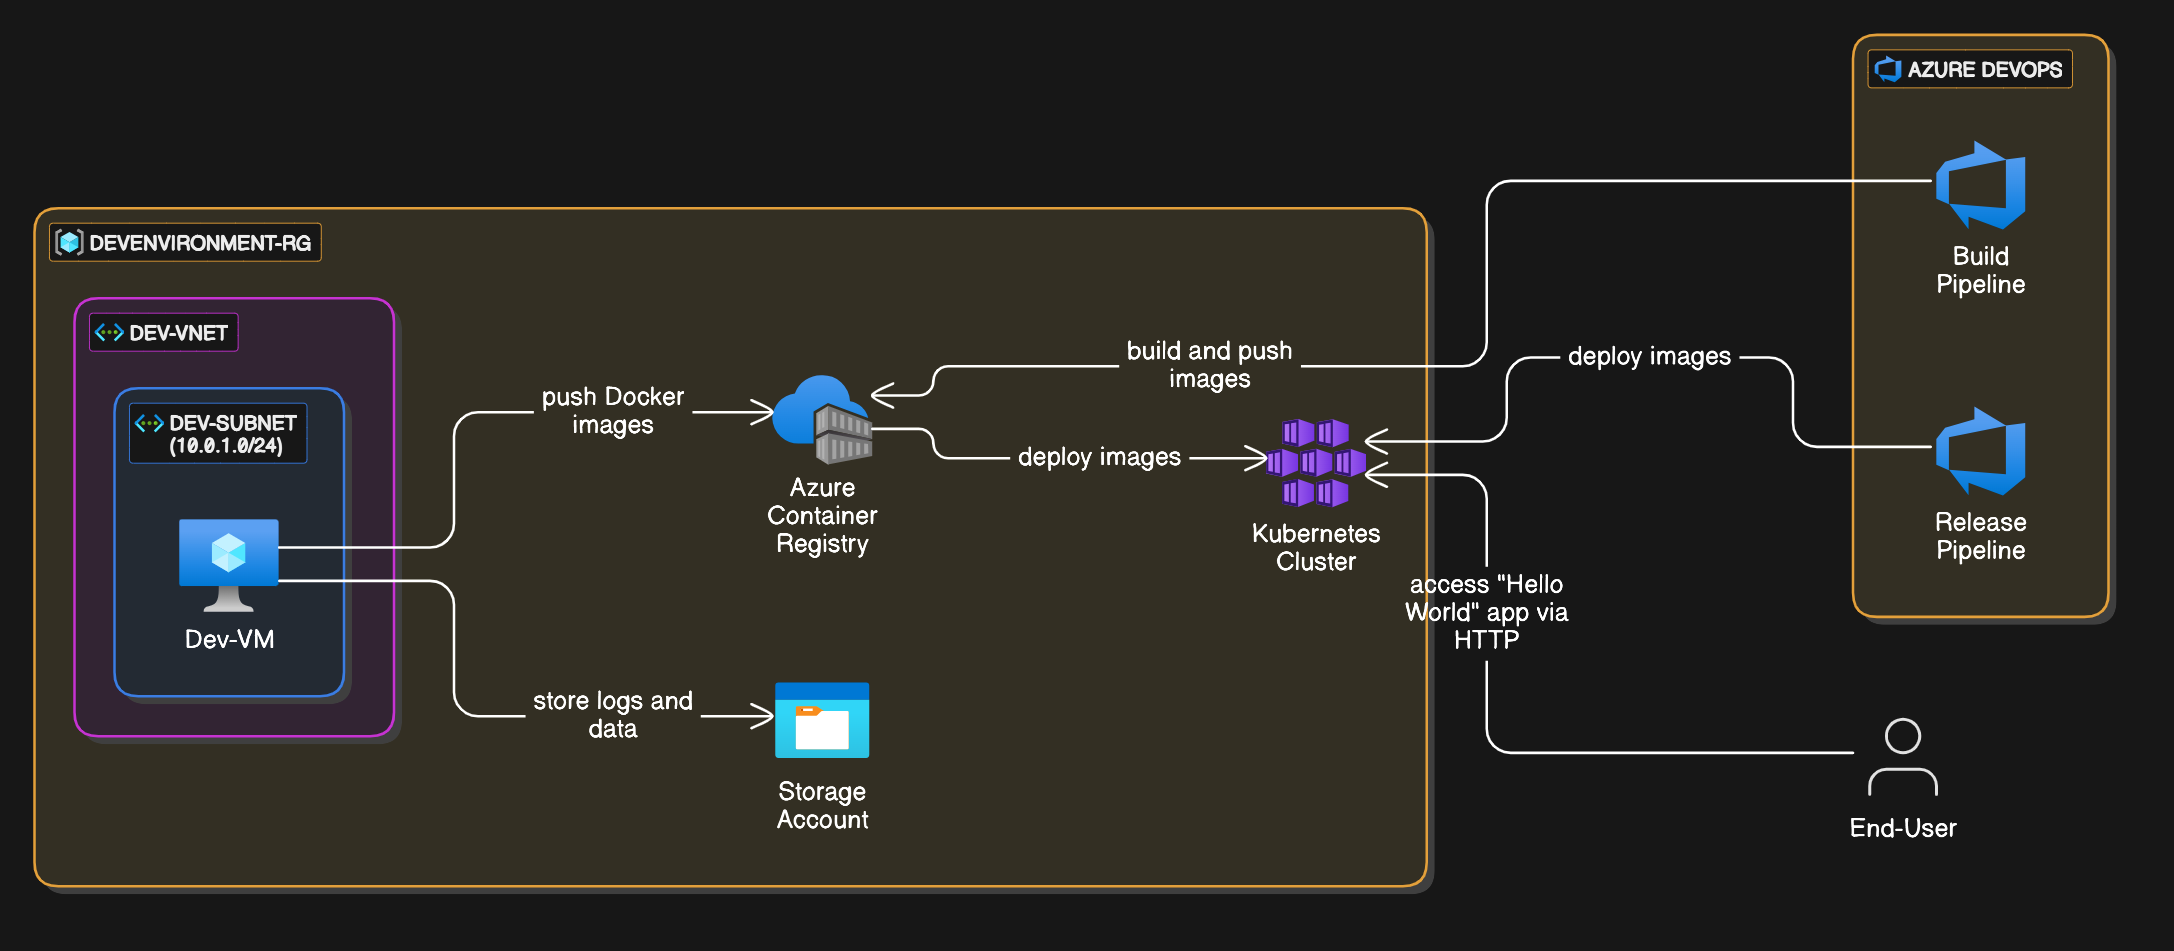 AZURE DEVOPS
Build
Pipeline
DEVENVIRONMENT-RG
DEV-VNET
build and push
images
deploy images
push Docker
images
DEV-SUBNET
(10.0.1.0/24)
deploy images
Azure
Container
Registry
Kubernetes
Cluster
Release
Pipeline
access "Hello
World" app via
HTTP
Dev-VM
store logs and
data
Storage
Account
End-User